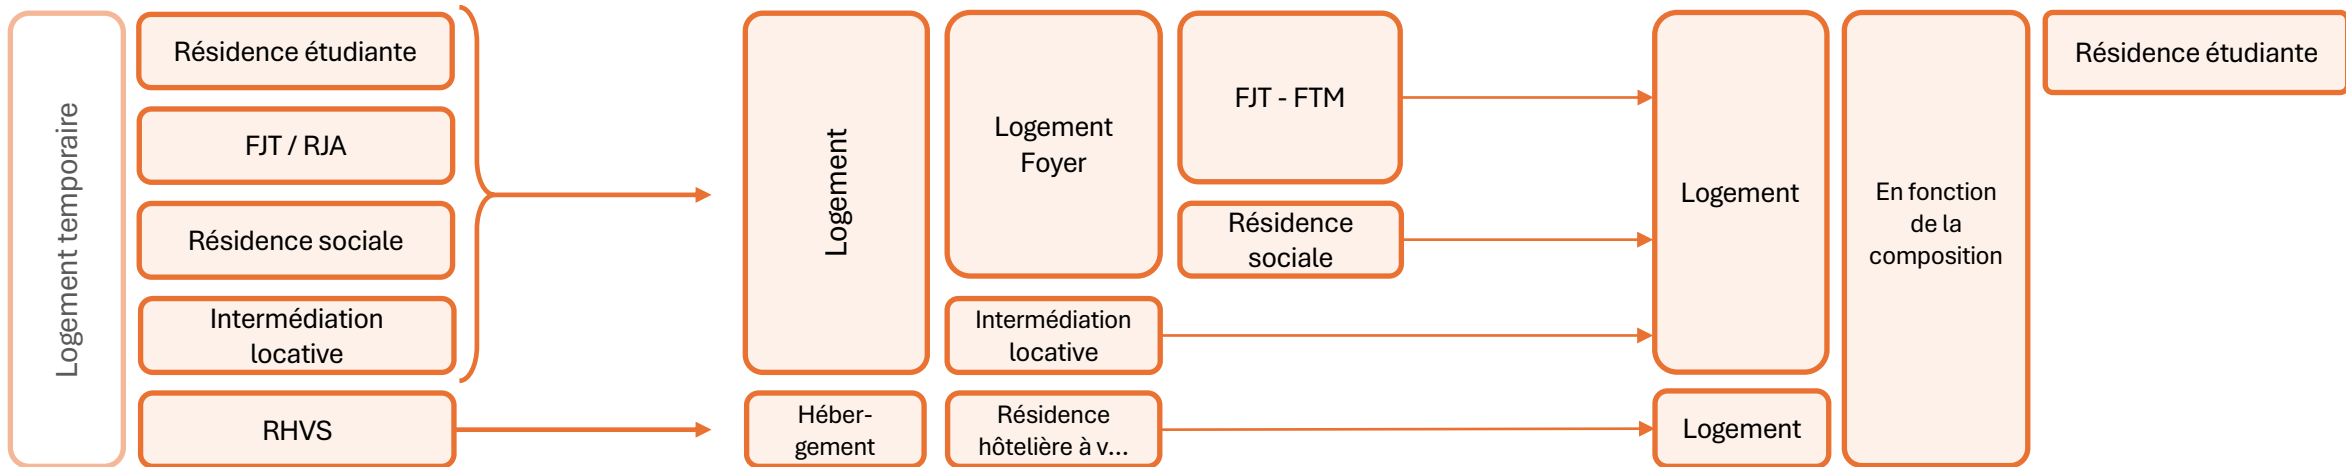 Logement temporaire
Résidence étudiante
FJT / RJA
Résidence sociale
Intermédiation
locative
RHVS
Logement
Héber-
gement
Logement
Foyer
Intermédiation
locative
Résidence
hôtelière à v...
FJT - FTM
Résidence
sociale
Logement
Logement
En fonction
de la
composition
Résidence étudiante